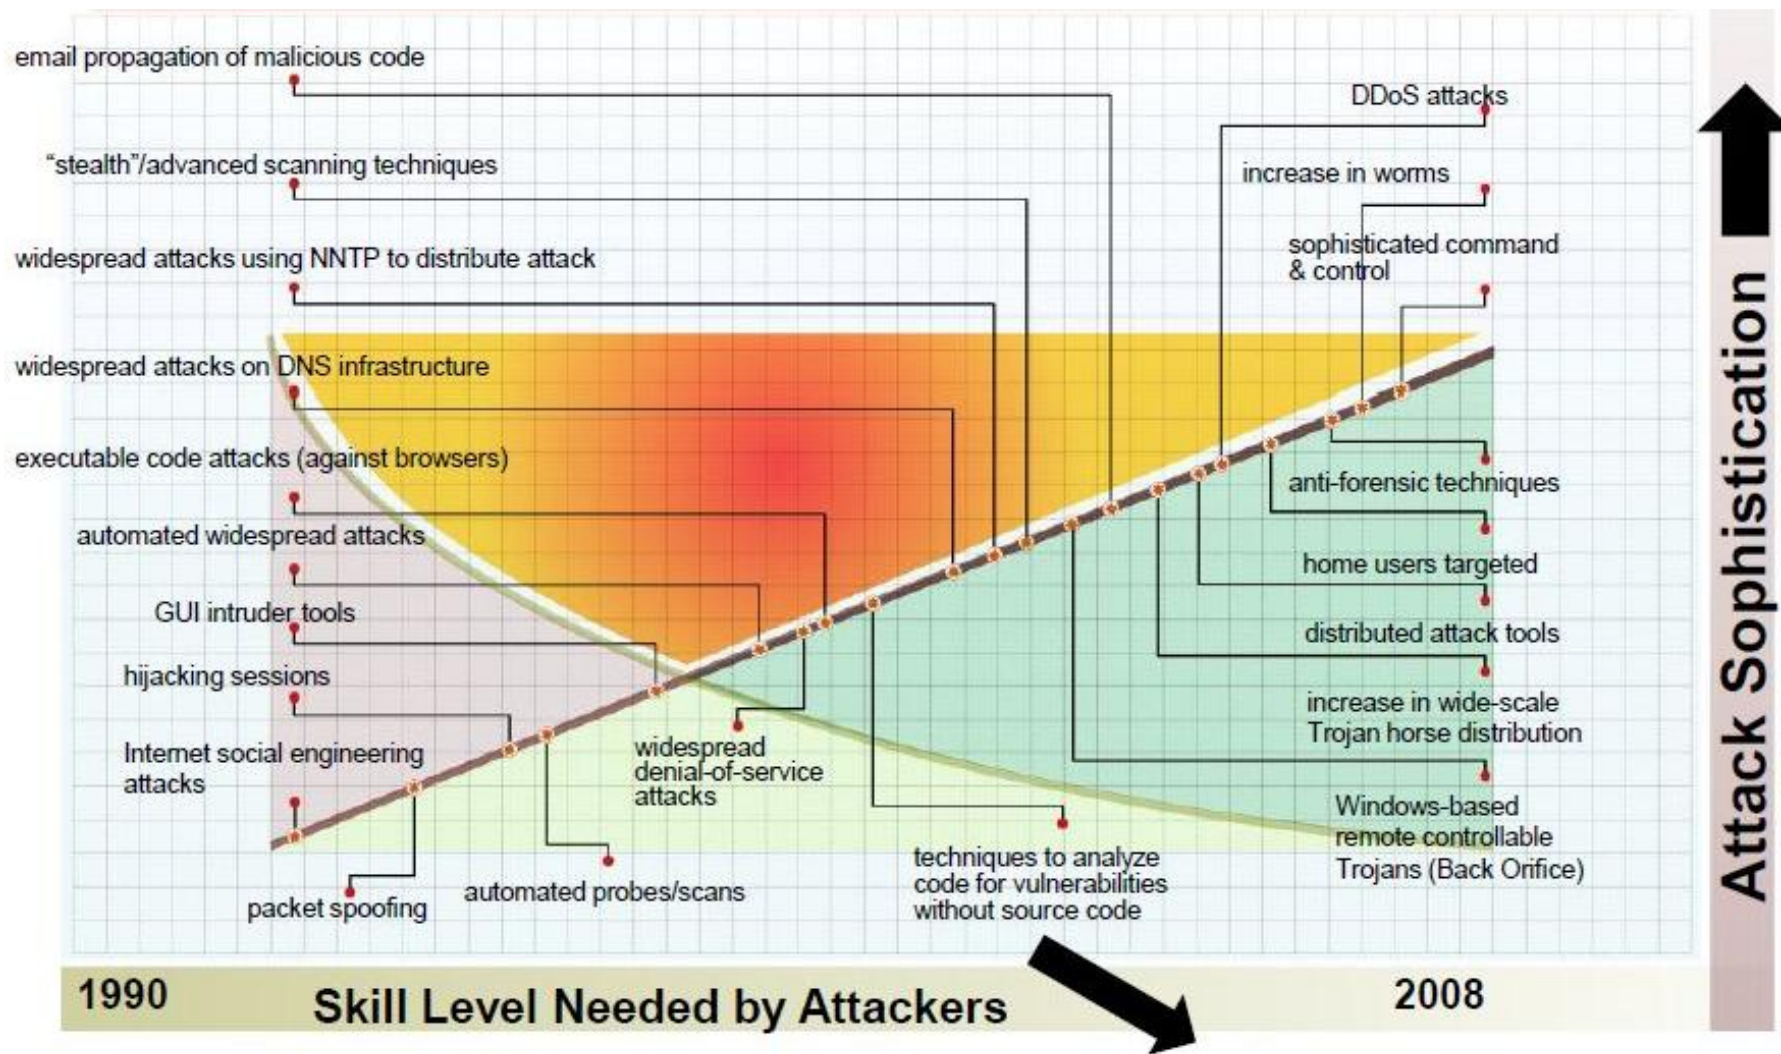 email propagation of malicious code
“stealth”/advanced scanning techniques
widespread attacks using NNTP to distribute attack
widespread attacks on DNS infrastructure
executable code attacks (against browsers)
automated widespread attacks
GUI intruder tools
hijacking sessions
Internet social engineering
attacks
packet spoofing
automated probes/scans
widespread
denial-of-service
attacks
techniques to analyze
code for vulnerabilities
without source code
DDoS attacks
increase in worms
sophisticated command
& control
anti-forensic techniques
home users targeted
distributed attack tools
increase in wide-scale
Trojan horse distribution
Windows-based
remote controllable
Trojans (Back Orifice)
Attack Sophistication
1990
Skill Level Needed by Attackers
2008